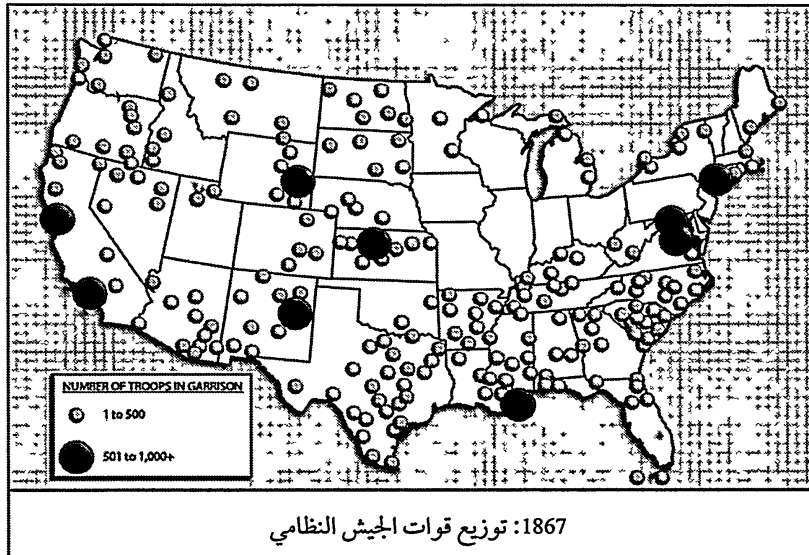 NUMBER OF TROOPS IN GARRISON
1 to 500
501 to 1,000+
1867: توزيع قوات الجيش النظامي